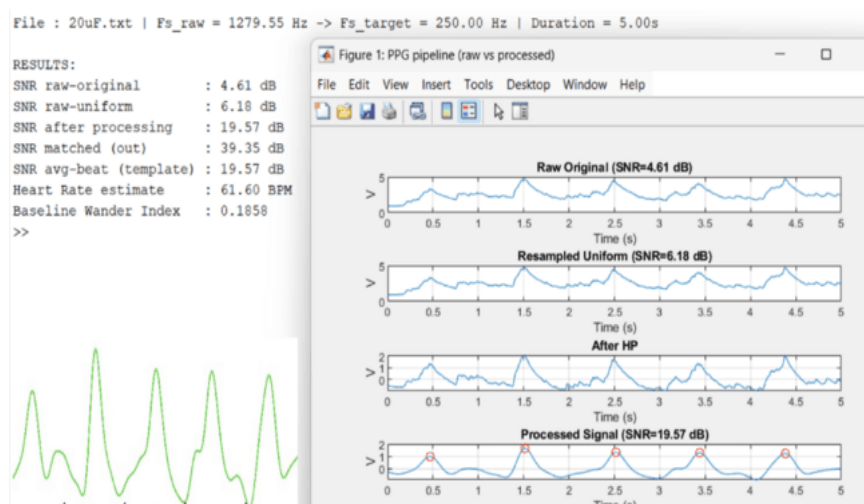 File : 20uF.txt | Fs_raw = 1279.55 Hz -> Fs_target = 250.00 Hz | Duration = 5.00s
RESULTS:
SNR raw-original : 4.61 dB
SNR raw-uniform : 6.18 dB
SNR after processing : 19.57 dB
SNR matched (out) : 39.35 dB
SNR avg-beat (template) : 19.57 dB
Heart Rate estimate : 61.60 BPM
Baseline Wander Index : 0.1858
>>
Figure 1: PPG pipeline (raw vs processed)
File Edit View Insert Tools Desktop Window Help
Raw Original (SNR=4.61 dB)
5
V
0
0 0.5 1 1.5 2 2.5 3 3.5 4 4.5 5
Time (s)
Resampled Uniform (SNR=6.18 dB)
5
V
0
0 0.5 1 1.5 2 2.5 3 3.5 4 4.5 5
Time (s)
After HP
2
1
V
0
0 0.5 1 1.5 2 2.5 3 3.5 4 4.5 5
Time (s)
Processed Signal (SNR=19.57 dB)
2
1
V
0
0 0.5 1 1.5 2 2.5 3 3.5 4 4.5 5
Time (s)